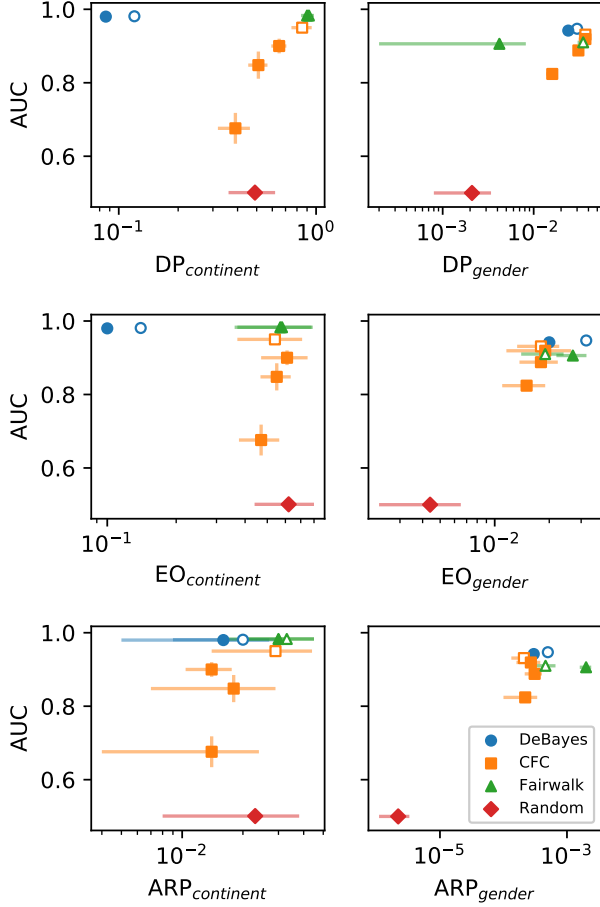 1.0
0.8
0.6
AUC
10⁻¹
10⁰
DP_continent
10⁻³
10⁻²
DP_gender
1.0
0.8
0.6
AUC
10⁻¹
EO_continent
10⁻²
EO_gender
1.0
0.8
0.6
AUC
10⁻²
ARP_continent
DeBayes
CFC
Fairwalk
Random
10⁻⁵
10⁻³
ARP_gender